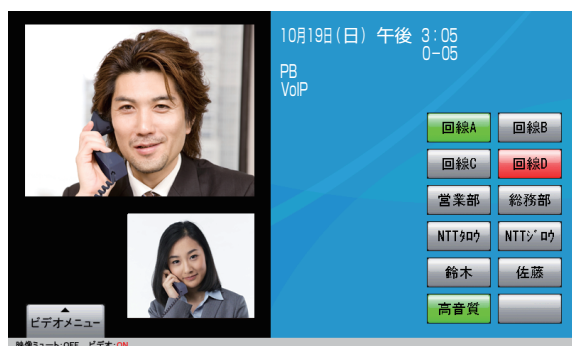 10月19日(日) 午後 3:05
0-05
PB
VoIP
回線A 回線B
回線C 回線D
営業部 総務部
NTTタロウ NTTジロウ
鈴木 佐藤
高音質
ビデオメニュー
映像ミュート:OFF ビデオ:ON